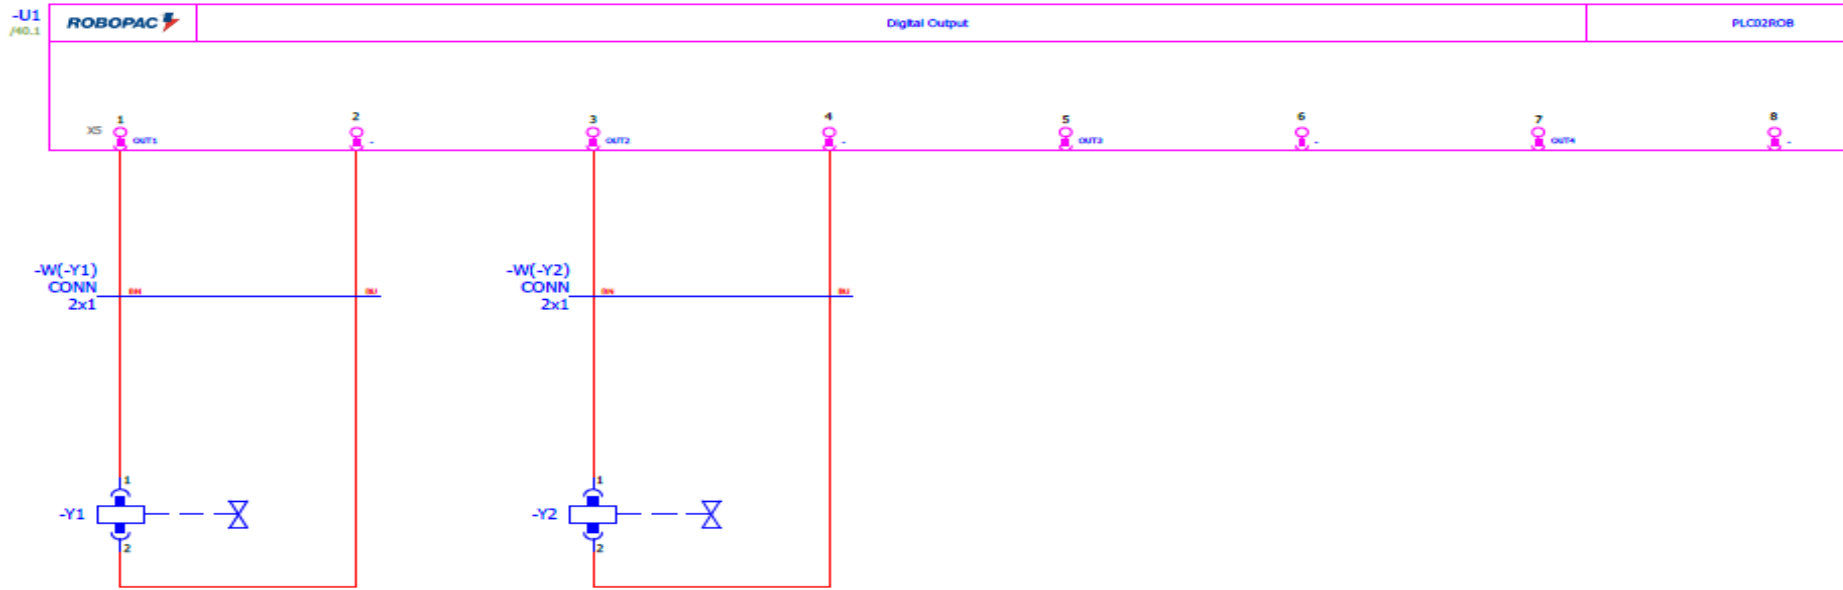 -U1
/40.1
ROBOPAC
Digital Output
PLC02ROB
X5
1
OUT1
2
-
3
OUT2
4
-
5
OUT3
6
-
7
OUT4
8
-
-W(-Y1)
CONN
2x1
BN
BU
-W(-Y2)
CONN
2x1
BN
BU
-Y1
1
2
-Y2
1
2